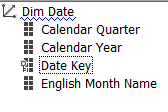 Dim Date
Calendar Quarter
Calendar Year
Date Key
English Month Name